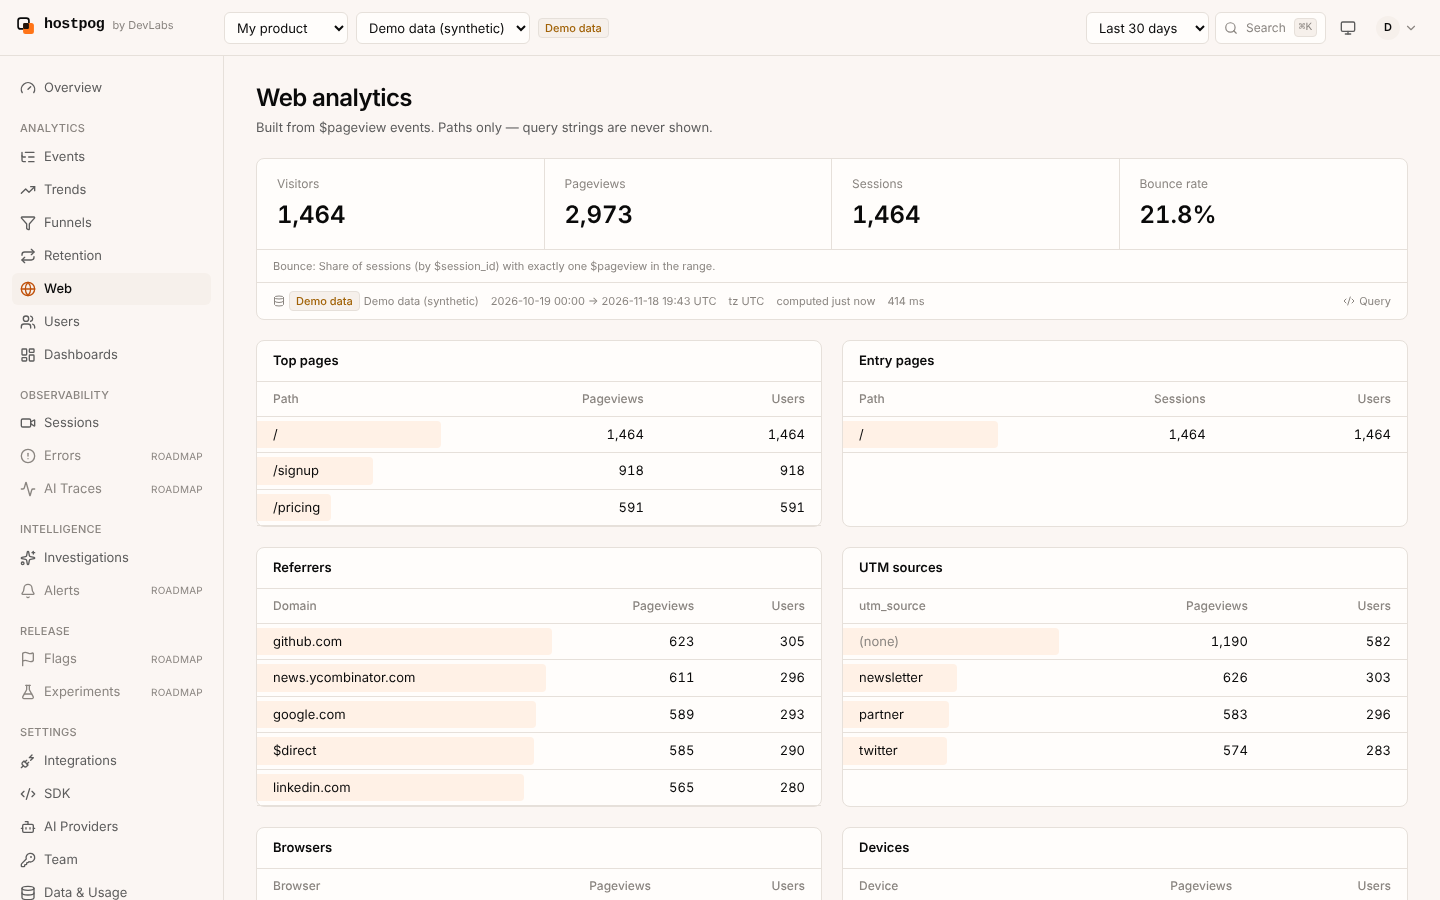 hostpog by DevLabs
My product
Demo data (synthetic)
Demo data
Last 30 days
Search ⌘K
D
Overview
ANALYTICS
Events
Trends
Funnels
Retention
Web
Users
Dashboards
OBSERVABILITY
Sessions
Errors ROADMAP
AI Traces ROADMAP
INTELLIGENCE
Investigations
Alerts ROADMAP
RELEASE
Flags ROADMAP
Experiments ROADMAP
SETTINGS
Integrations
SDK
AI Providers
Team
Data & Usage
Web analytics
Built from $pageview events. Paths only — query strings are never shown.
Visitors Pageviews Sessions Bounce rate
1,464 2,973 1,464 21.8%
Bounce: Share of sessions (by $session_id) with exactly one $pageview in the range.
Demo data Demo data (synthetic) 2026-10-19 00:00 → 2026-11-18 19:43 UTC tz UTC computed just now 414 ms Query
Top pages
Path Pageviews Users
/ 1,464 1,464
/signup 918 918
/pricing 591 591
Entry pages
Path Sessions Users
/ 1,464 1,464
Referrers
Domain Pageviews Users
github.com 623 305
news.ycombinator.com 611 296
google.com 589 293
$direct 585 290
linkedin.com 565 280
UTM sources
utm_source Pageviews Users
(none) 1,190 582
newsletter 626 303
partner 583 296
twitter 574 283
Browsers
Browser Pageviews Users
Devices
Device Pageviews Users